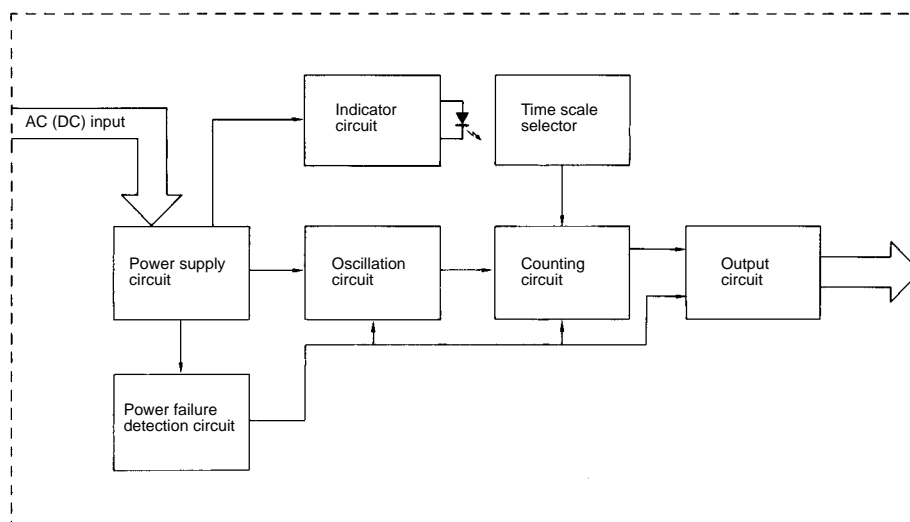 Indicator
circuit
Time scale
selector
AC (DC) input
Power supply
circuit
Oscillation
circuit
Counting
circuit
Output
circuit
Power failure
detection circuit